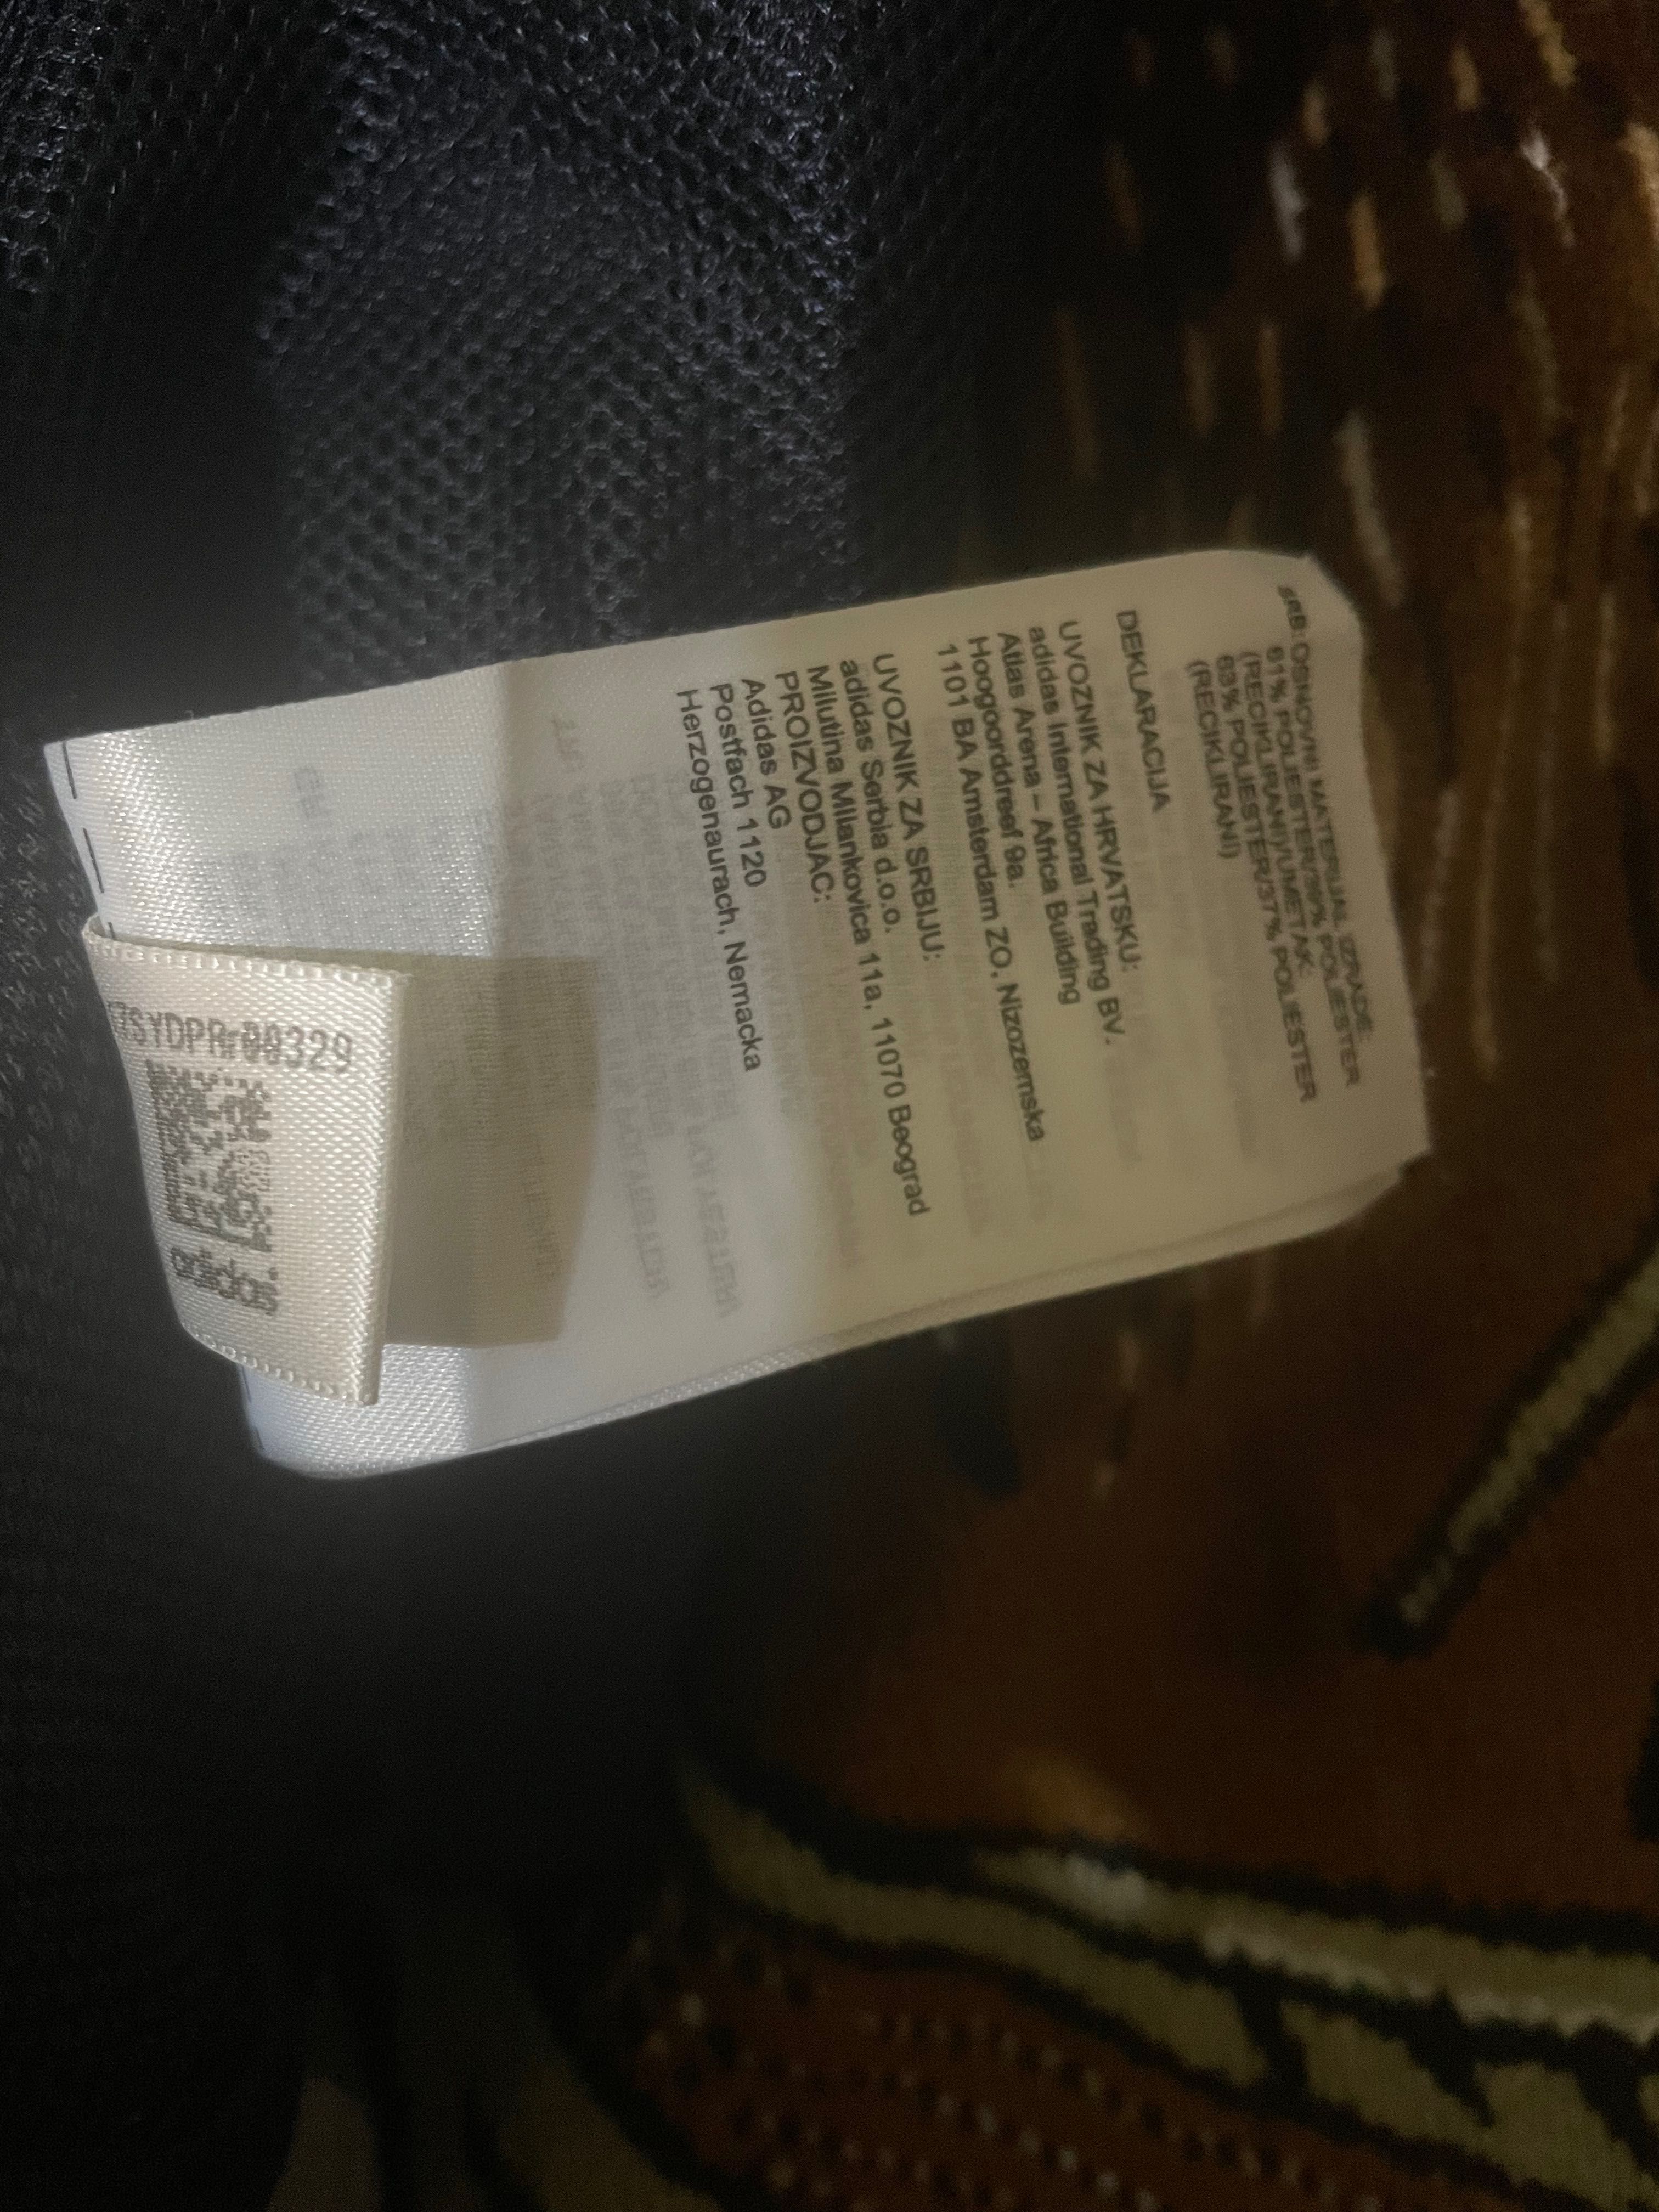 SRB: OSNOVNI MATERIJAL IZRADE:
61% POLIESTER/39% POLIESTER
(RECIKLIRANI)/UMETAK:
63% POLIESTER/37% POLIESTER
(RECIKLIRANI)
DEKLARACIJA
UVOZNIK ZA HRVATSKU:
adidas International Trading BV.
Atlas Arena – Africa Building
Hoogoorddreef 9a.
1101 BA Amsterdam ZO, Nizozemska
UVOZNIK ZA SRBIJU:
adidas Serbia d.o.o.
Milutina Milankovica 11a, 11070 Beograd
PROIZVODJAC:
Adidas AG
Postfach 1120
Herzogenaurach, Nemacka
adidas